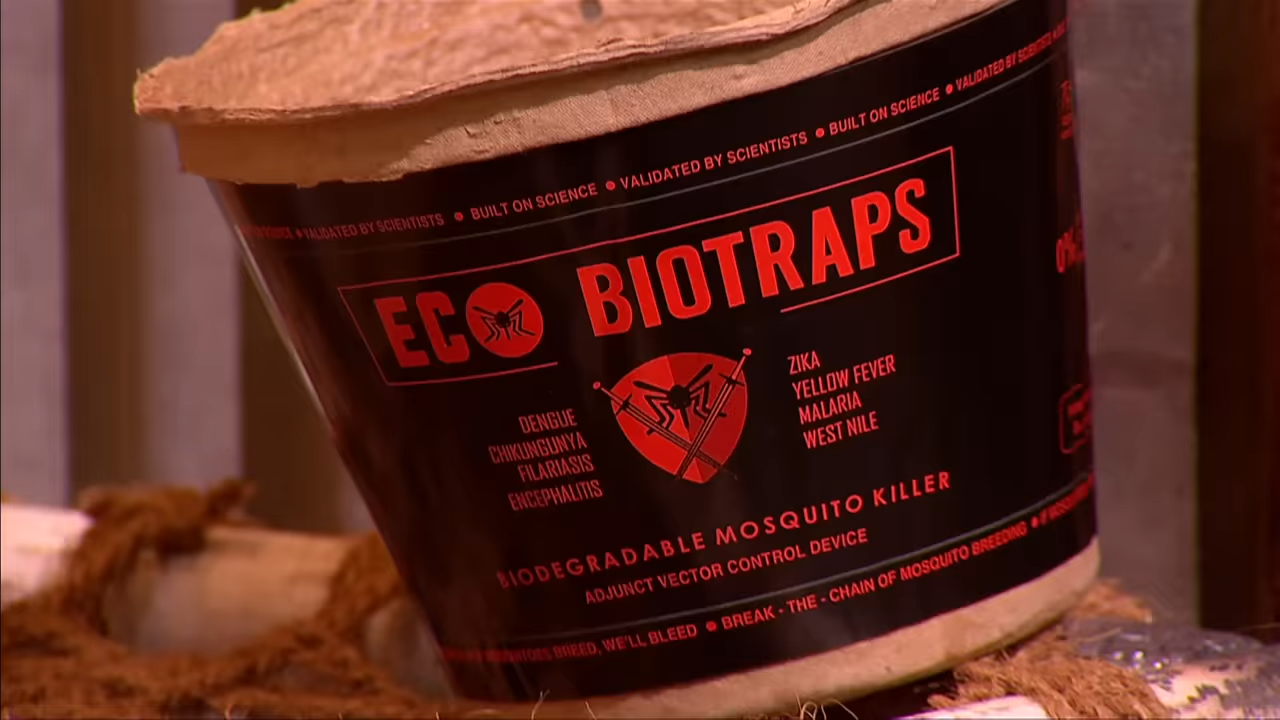 VALIDATED BY SCIENTISTS • BUILT ON SCIENCE • VALIDATED BY SCIENTISTS • BUILT ON SCIENCE • VALIDATED BY SCIENTISTS
ECO BIOTRAPS
DENGUE
CHIKUNGUNYA
FILARIASIS
ENCEPHALITIS
ZIKA
YELLOW FEVER
MALARIA
WEST NILE
BIODEGRADABLE MOSQUITO KILLER
ADJUNCT VECTOR CONTROL DEVICE
BREED, WE'LL BLEED • BREAK - THE - CHAIN OF MOSQUITO BREEDING • IF
0%